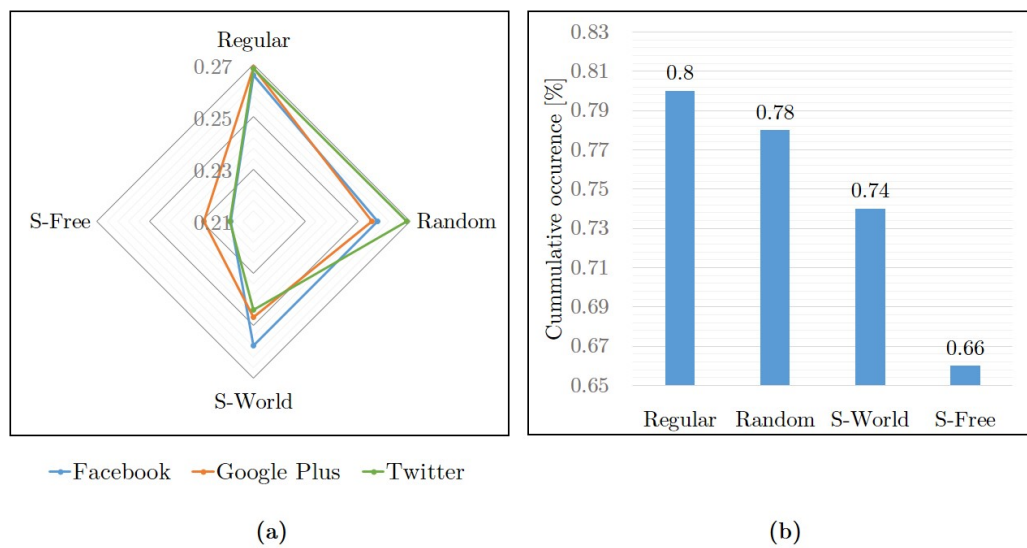 Regular
0.27
0.25
0.23
0.21
S-Free
Random
S-World
Facebook Google Plus Twitter
(a)
Cummulative occurence [%]
0.83
0.81
0.79
0.77
0.75
0.73
0.71
0.69
0.67
0.65
0.8
0.78
0.74
0.66
Regular Random S-World S-Free
(b)